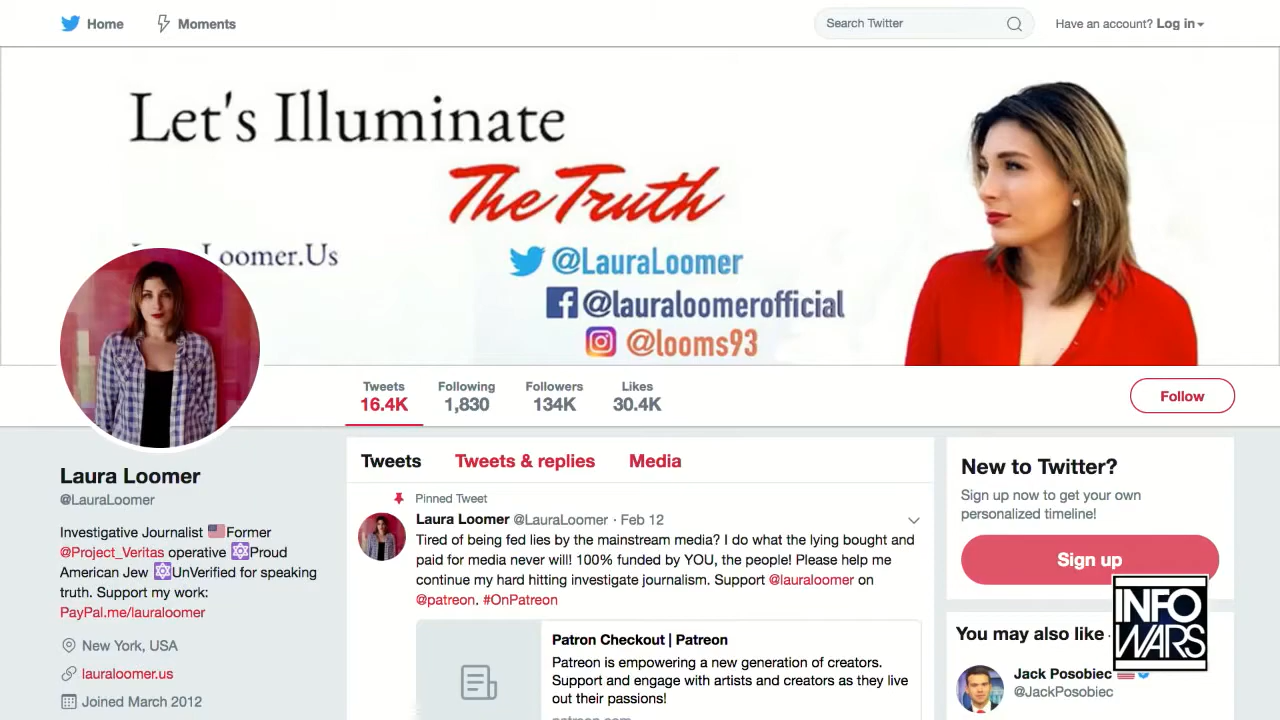 Home
Moments
Search Twitter
Have an account? Log in
Let's Illuminate
The Truth
Loomer.Us
@LauraLoomer
@lauraloomerofficial
@looms93
Tweets
16.4K
Following
1,830
Followers
134K
Likes
30.4K
Follow
Laura Loomer
@LauraLoomer
Investigative Journalist 🇺🇸Former
@Project_Veritas operative 🔯Proud
American Jew 🔯UnVerified for speaking
truth. Support my work:
PayPal.me/lauraloomer
New York, USA
lauraloomer.us
Joined March 2012
Tweets Tweets & replies Media
Pinned Tweet
Laura Loomer @LauraLoomer · Feb 12
Tired of being fed lies by the mainstream media? I do what the lying bought and
paid for media never will! 100% funded by YOU, the people! Please help me
continue my hard hitting investigate journalism. Support @lauraloomer on
@patreon. #OnPatreon
Patron Checkout | Patreon
Patreon is empowering a new generation of creators.
Support and engage with artists and creators as they live
out their passions!
patreon.com
New to Twitter?
Sign up now to get your own
personalized timeline!
Sign up
You may also like ·
Jack Posobiec 🇺🇸
@JackPosobiec
INFO
WARS